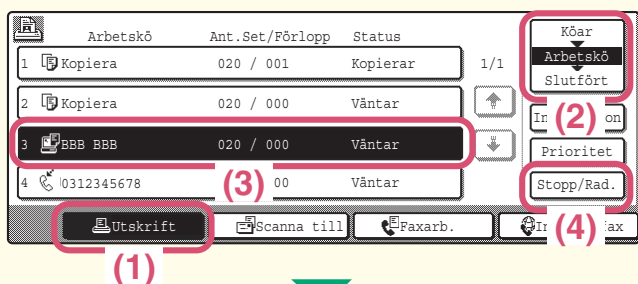 Arbetskö Ant.Set/Förlopp Status
1 Kopiera 020 / 001 Kopierar
2 Kopiera 020 / 000 Väntar
3 BBB BBB 020 / 000 Väntar
4 0312345678 00 Väntar
1/1
Köar
Arbetskö
Slutfört
(2)
Prioritet
Stopp/Rad.
(3)
(4)
Utskrift Scanna till Faxarb.
(1)